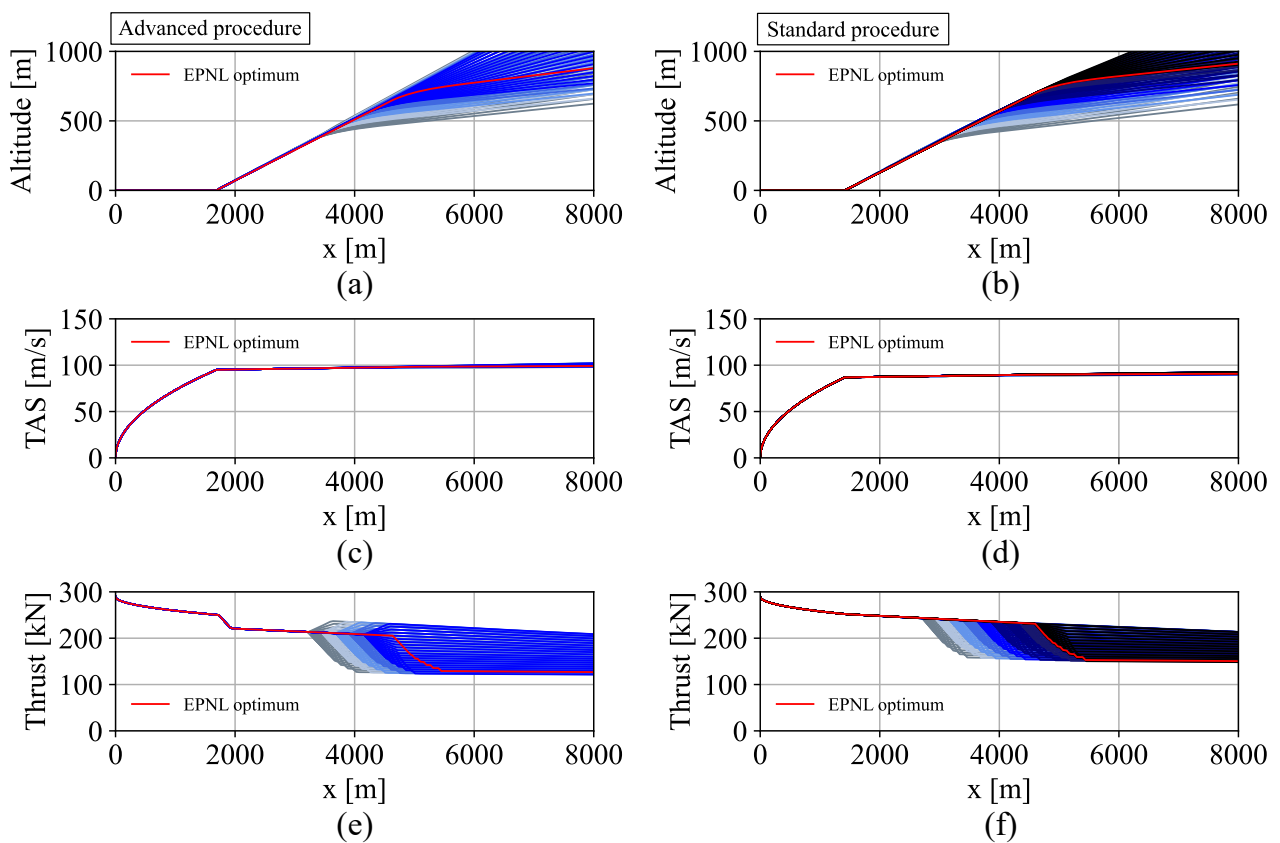 Advanced procedure
Altitude [m]
1000
500
0
EPNL optimum
0 2000 4000 6000 8000
x [m]
(a)
Standard procedure
Altitude [m]
1000
500
0
EPNL optimum
0 2000 4000 6000 8000
x [m]
(b)
TAS [m/s]
150
100
50
0
EPNL optimum
0 2000 4000 6000 8000
x [m]
(c)
TAS [m/s]
150
100
50
0
EPNL optimum
0 2000 4000 6000 8000
x [m]
(d)
Thrust [kN]
300
200
100
0
EPNL optimum
0 2000 4000 6000 8000
x [m]
(e)
Thrust [kN]
300
200
100
0
EPNL optimum
0 2000 4000 6000 8000
x [m]
(f)